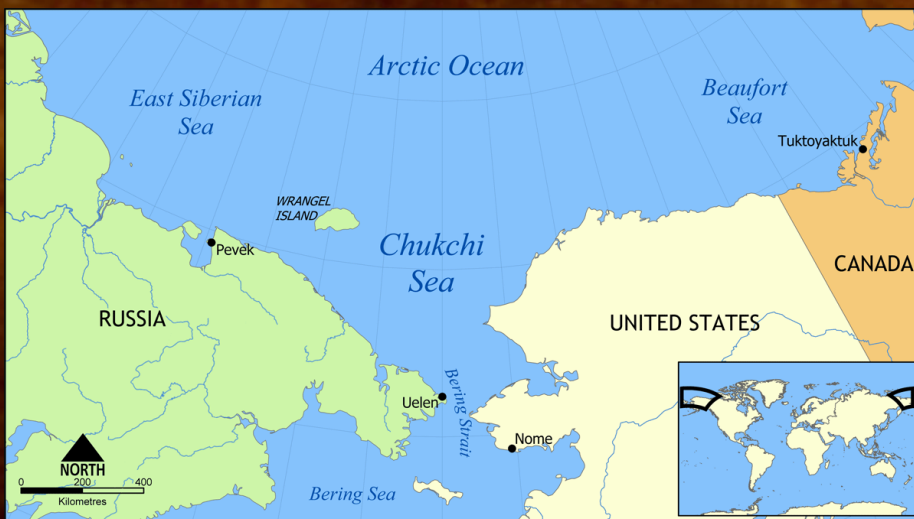 Arctic Ocean
East Siberian
Sea
Beaufort
Sea
Tuktoyaktuk
WRANGEL
ISLAND
Pevek
Chukchi
Sea
CANADA
RUSSIA
UNITED STATES
Uelen
Bering Strait
Nome
NORTH
0 200 400
Kilometres
Bering Sea